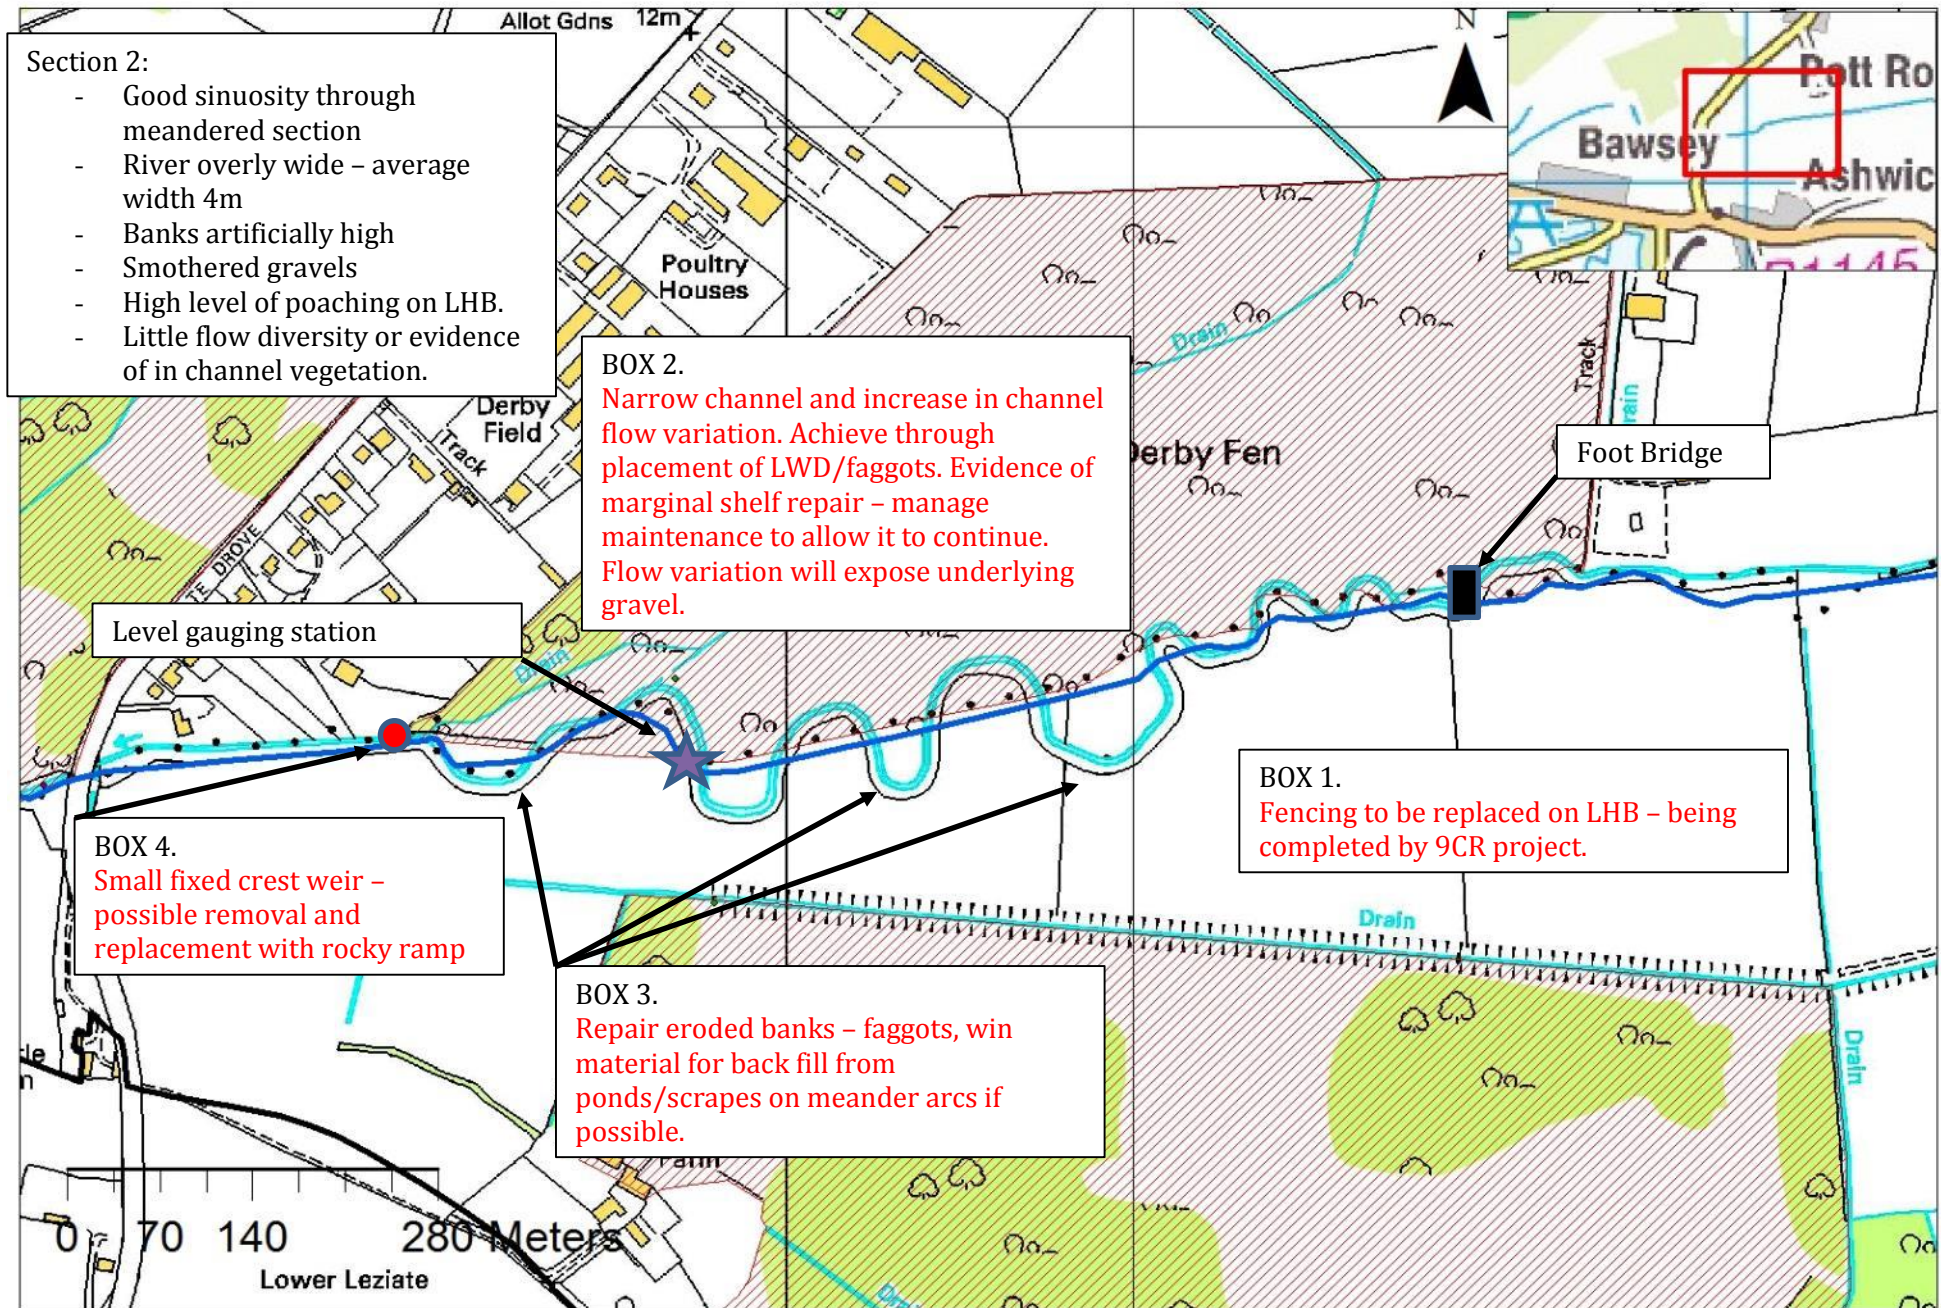 Allot Gdns
12m
N
Section 2:
- Good sinuosity through
meandered section
- River overly wide – average
width 4m
- Banks artificially high
- Smothered gravels
- High level of poaching on LHB.
- Little flow diversity or evidence
of in channel vegetation.
Pott Ro
Bawsey
Ashwic
Poultry
Houses
Drain
Track
BOX 2.
Narrow channel and increase in channel
flow variation. Achieve through
placement of LWD/faggots. Evidence of
marginal shelf repair – manage
maintenance to allow it to continue.
Flow variation will expose underlying
gravel.
Derby
Field
Track
Derby Fen
rain
Foot Bridge
TE DROVE
Level gauging station
Drain
BOX 1.
Fencing to be replaced on LHB – being
completed by 9CR project.
BOX 4.
Small fixed crest weir –
possible removal and
replacement with rocky ramp
Drain
BOX 3.
Repair eroded banks – faggots, win
material for back fill from
ponds/scrapes on meander arcs if
possible.
Drain
0 70 140 280 Meters
Lower Leziate